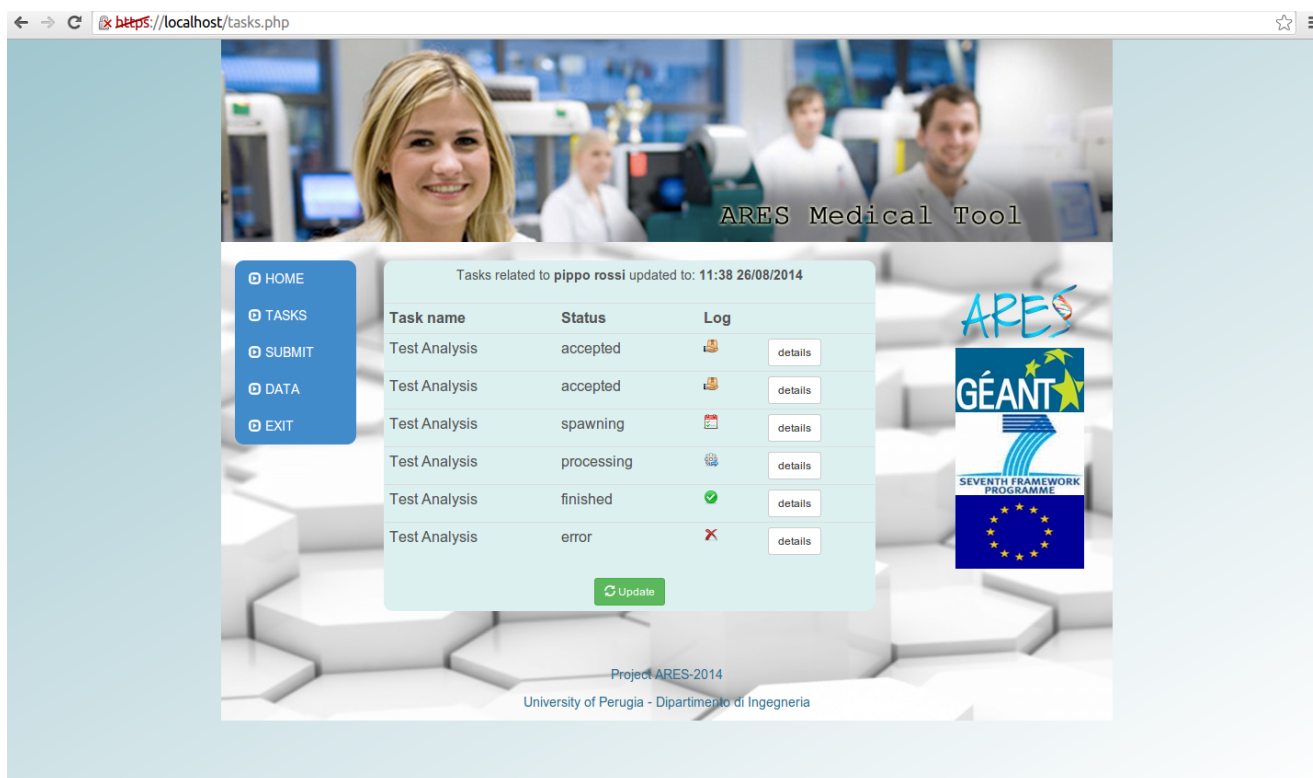 https://localhost/tasks.php
ARES Medical Tool
HOME
TASKS
SUBMIT
DATA
EXIT
Tasks related to pippo rossi updated to: 11:38 26/08/2014
Task name Status Log
Test Analysis accepted details
Test Analysis accepted details
Test Analysis spawning details
Test Analysis processing details
Test Analysis finished details
Test Analysis error details
Update
ARES
GÉANT
7
SEVENTH FRAMEWORK
PROGRAMME
Project ARES-2014
University of Perugia - Dipartimento di Ingegneria